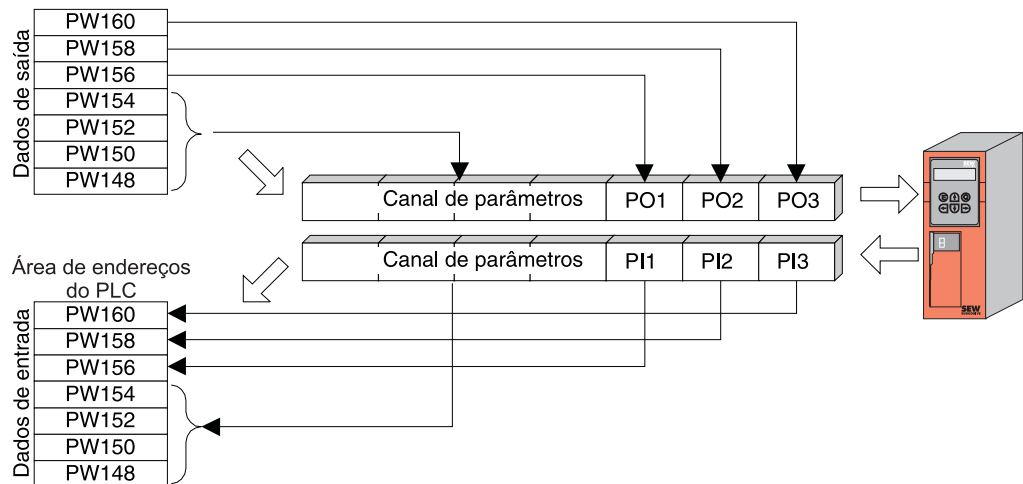 Dados de saída
PW160
PW158
PW156
PW154
PW152
PW150
PW148
Canal de parâmetros PO1 PO2 PO3
Canal de parâmetros PI1 PI2 PI3
SEW
Área de endereços
do PLC
Dados de entrada
PW160
PW158
PW156
PW154
PW152
PW150
PW148
SEW